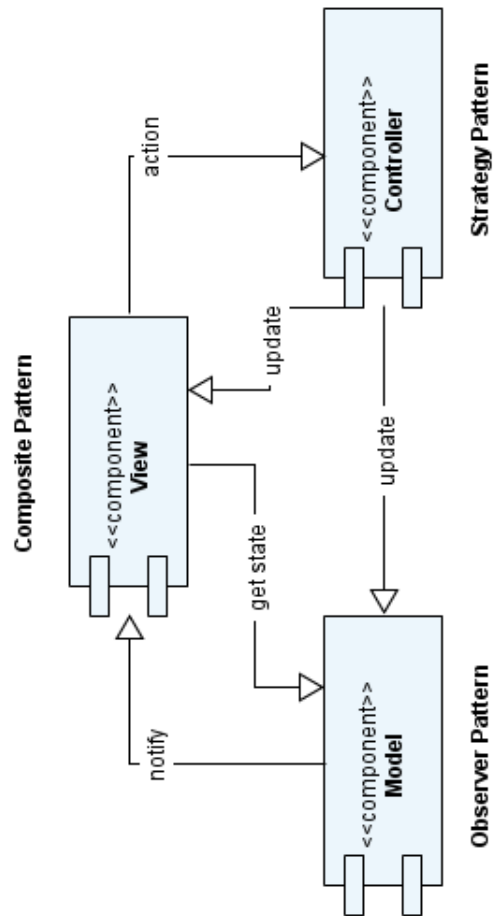 Composite Pattern
<<component>>
View
notify
get state
update
action
<<component>>
Model
update
<<component>>
Controller
Observer Pattern
Strategy Pattern